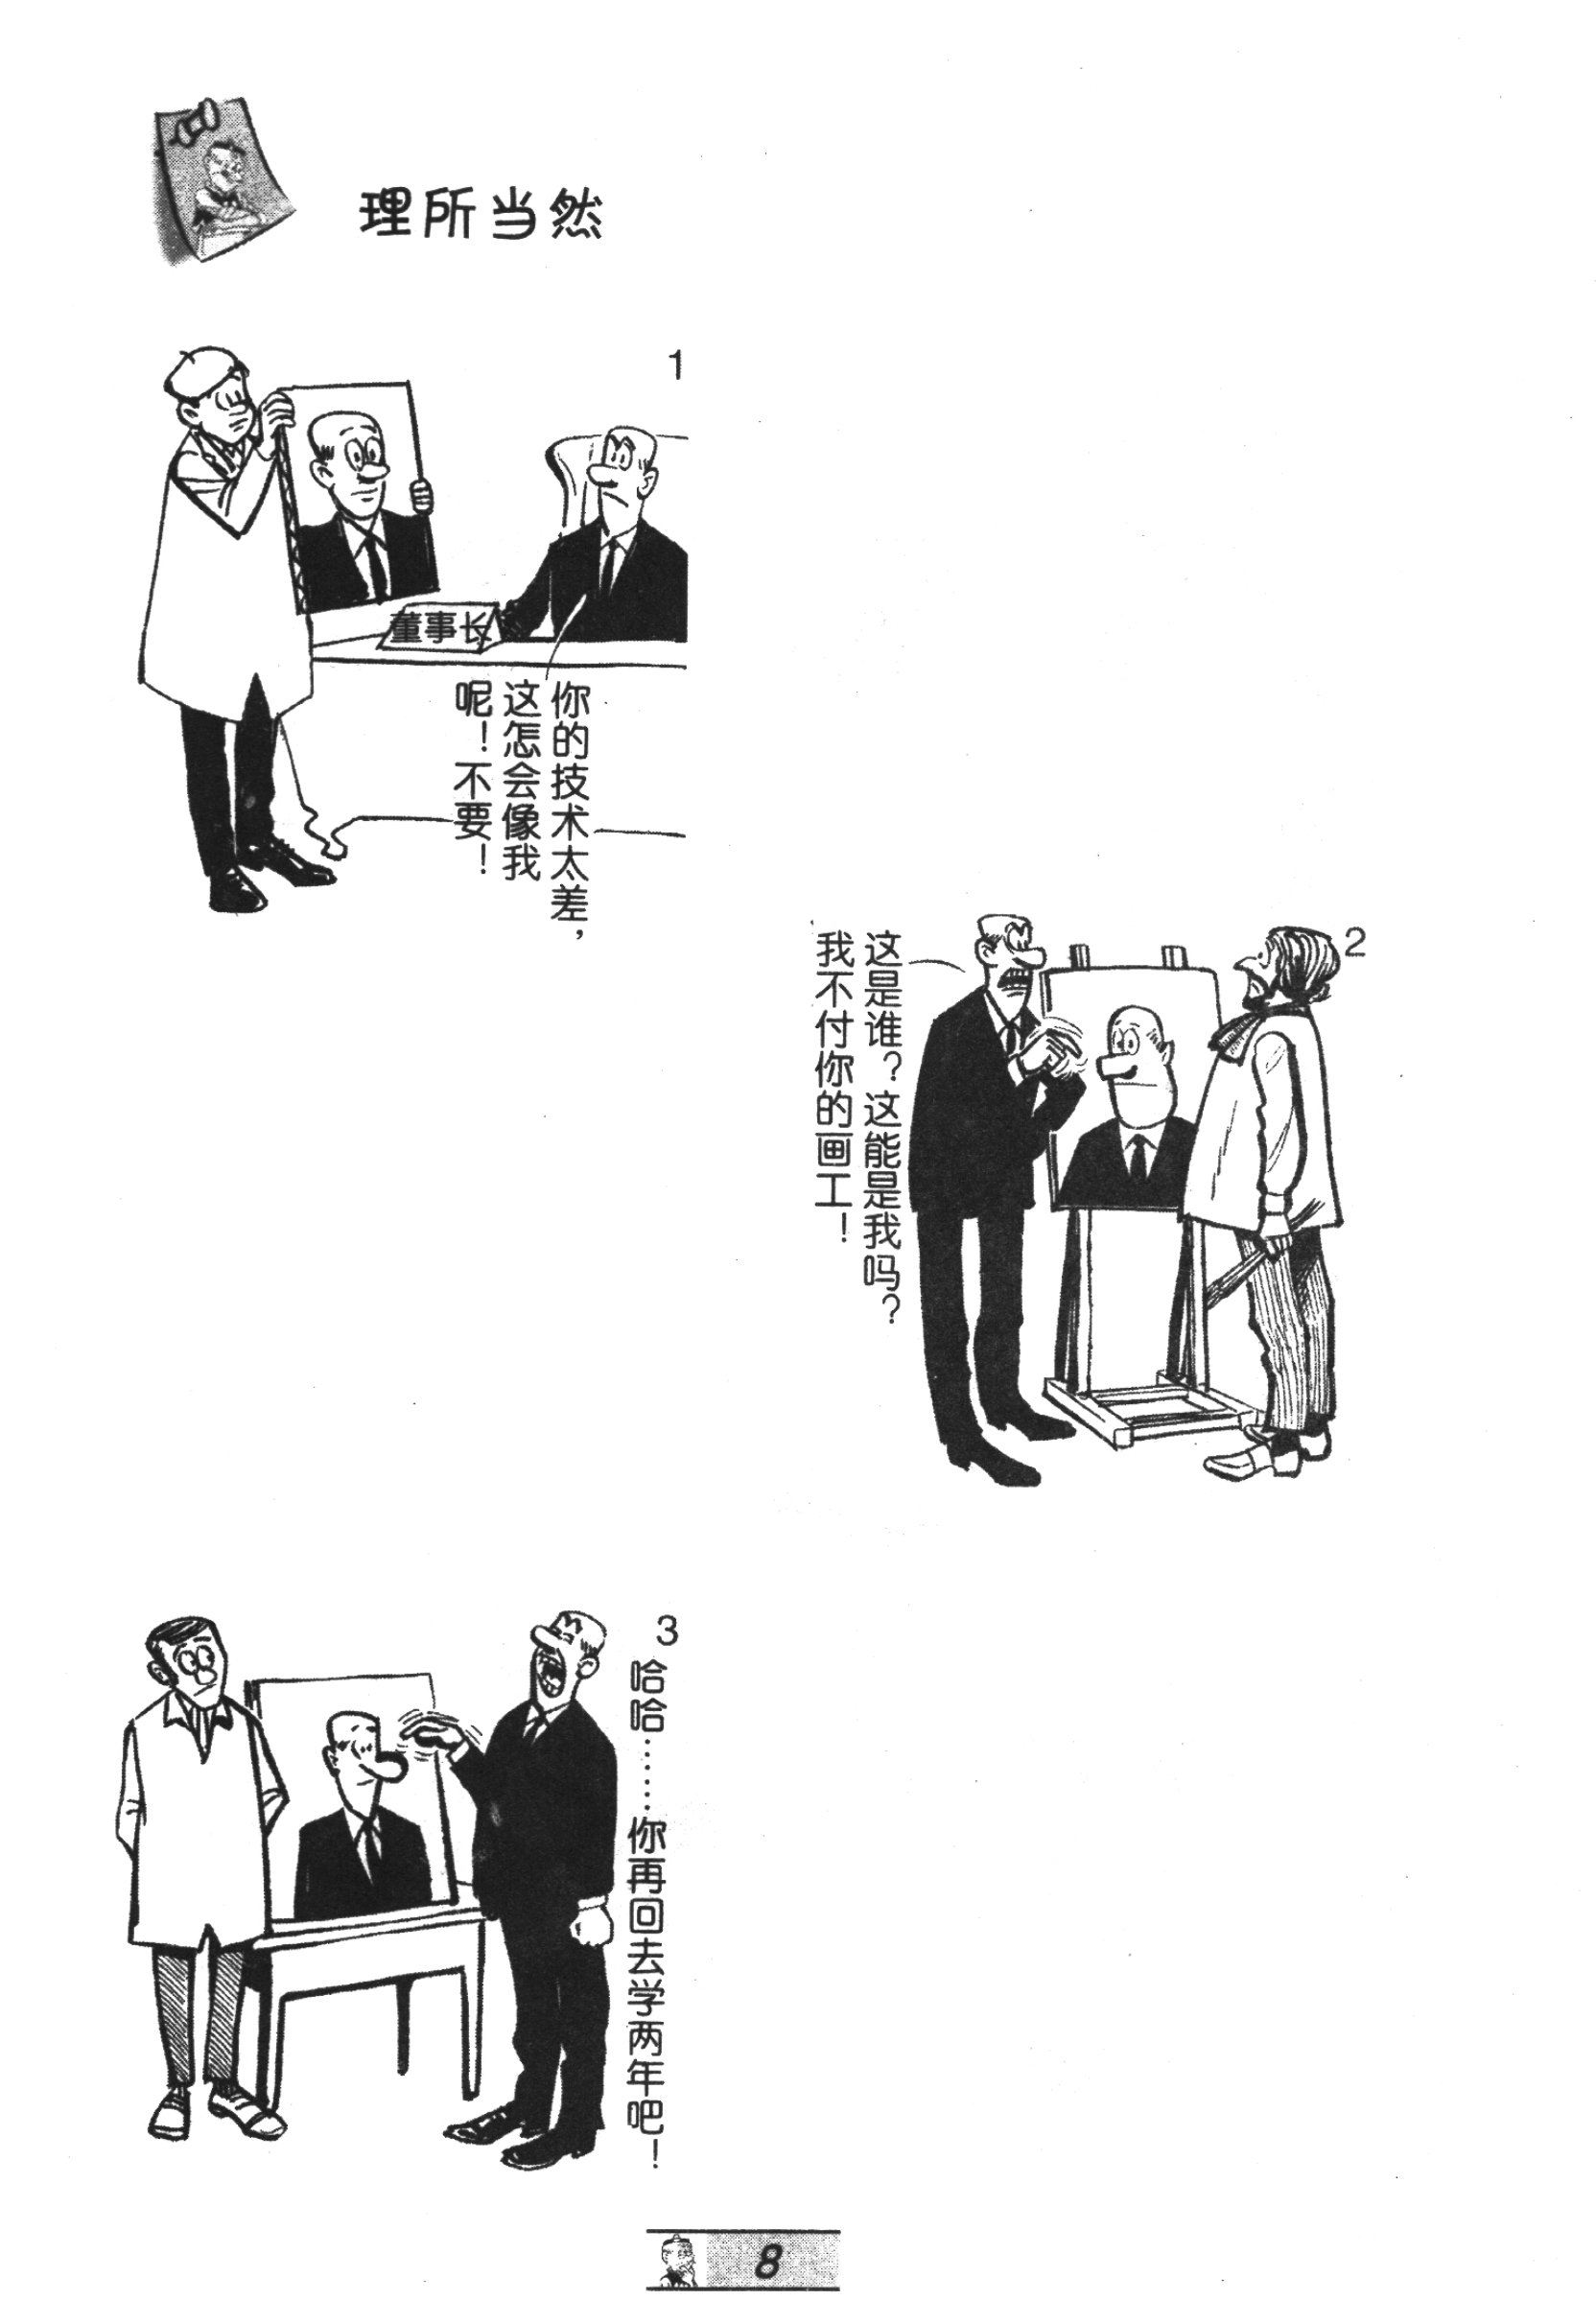 理所当然
1
董事长
你的技术太差，
这怎会像我
呢！不要！
2
这是谁？这能是我吗？
我不付你的画工！
3
哈哈……你再回去学两年吧！
8